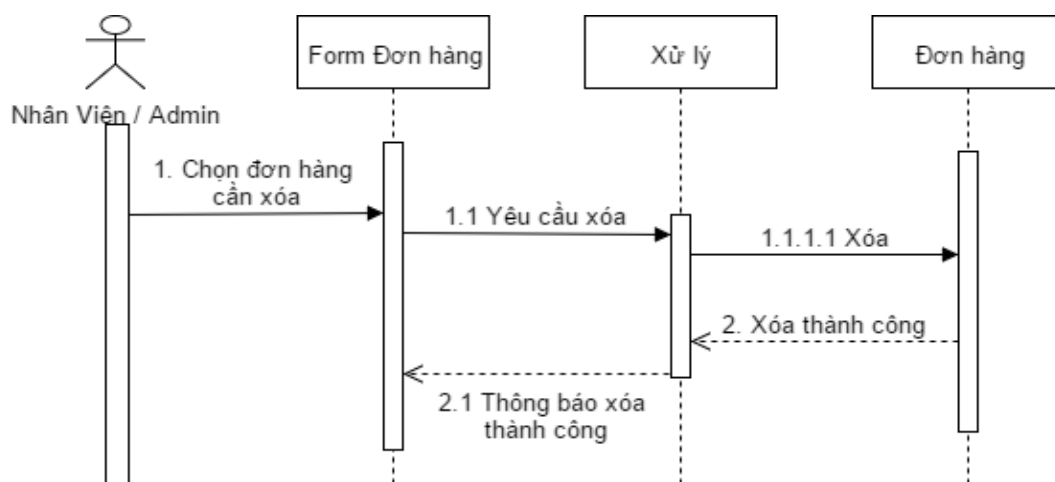 Form Đơn hàng
Xử lý
Đơn hàng
Nhân Viên / Admin
1. Chọn đơn hàng
cần xóa
1.1 Yêu cầu xóa
1.1.1.1 Xóa
2. Xóa thành công
2.1 Thông báo xóa
thành công